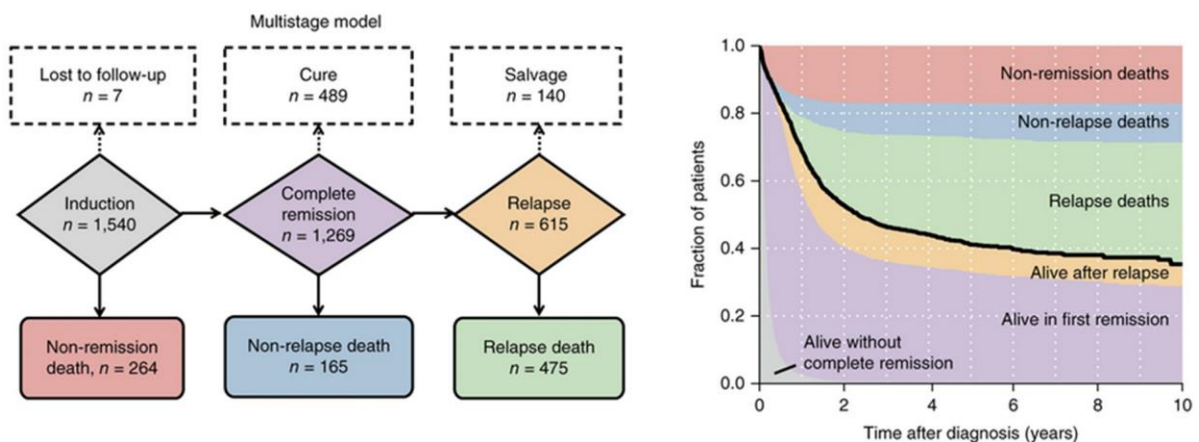 Multistage model
Lost to follow-up
n = 7
Cure
n = 489
Salvage
n = 140
Induction
n = 1,540
Complete
remission
n = 1,269
Relapse
n = 615
Non-remission
death, n = 264
Non-relapse death
n = 165
Relapse death
n = 475
Fraction of patients
1.0
0.8
0.6
0.4
0.2
0.0
Non-remission deaths
Non-relapse deaths
Relapse deaths
Alive after relapse
Alive in first remission
Alive without
complete remission
0 2 4 6 8 10
Time after diagnosis (years)